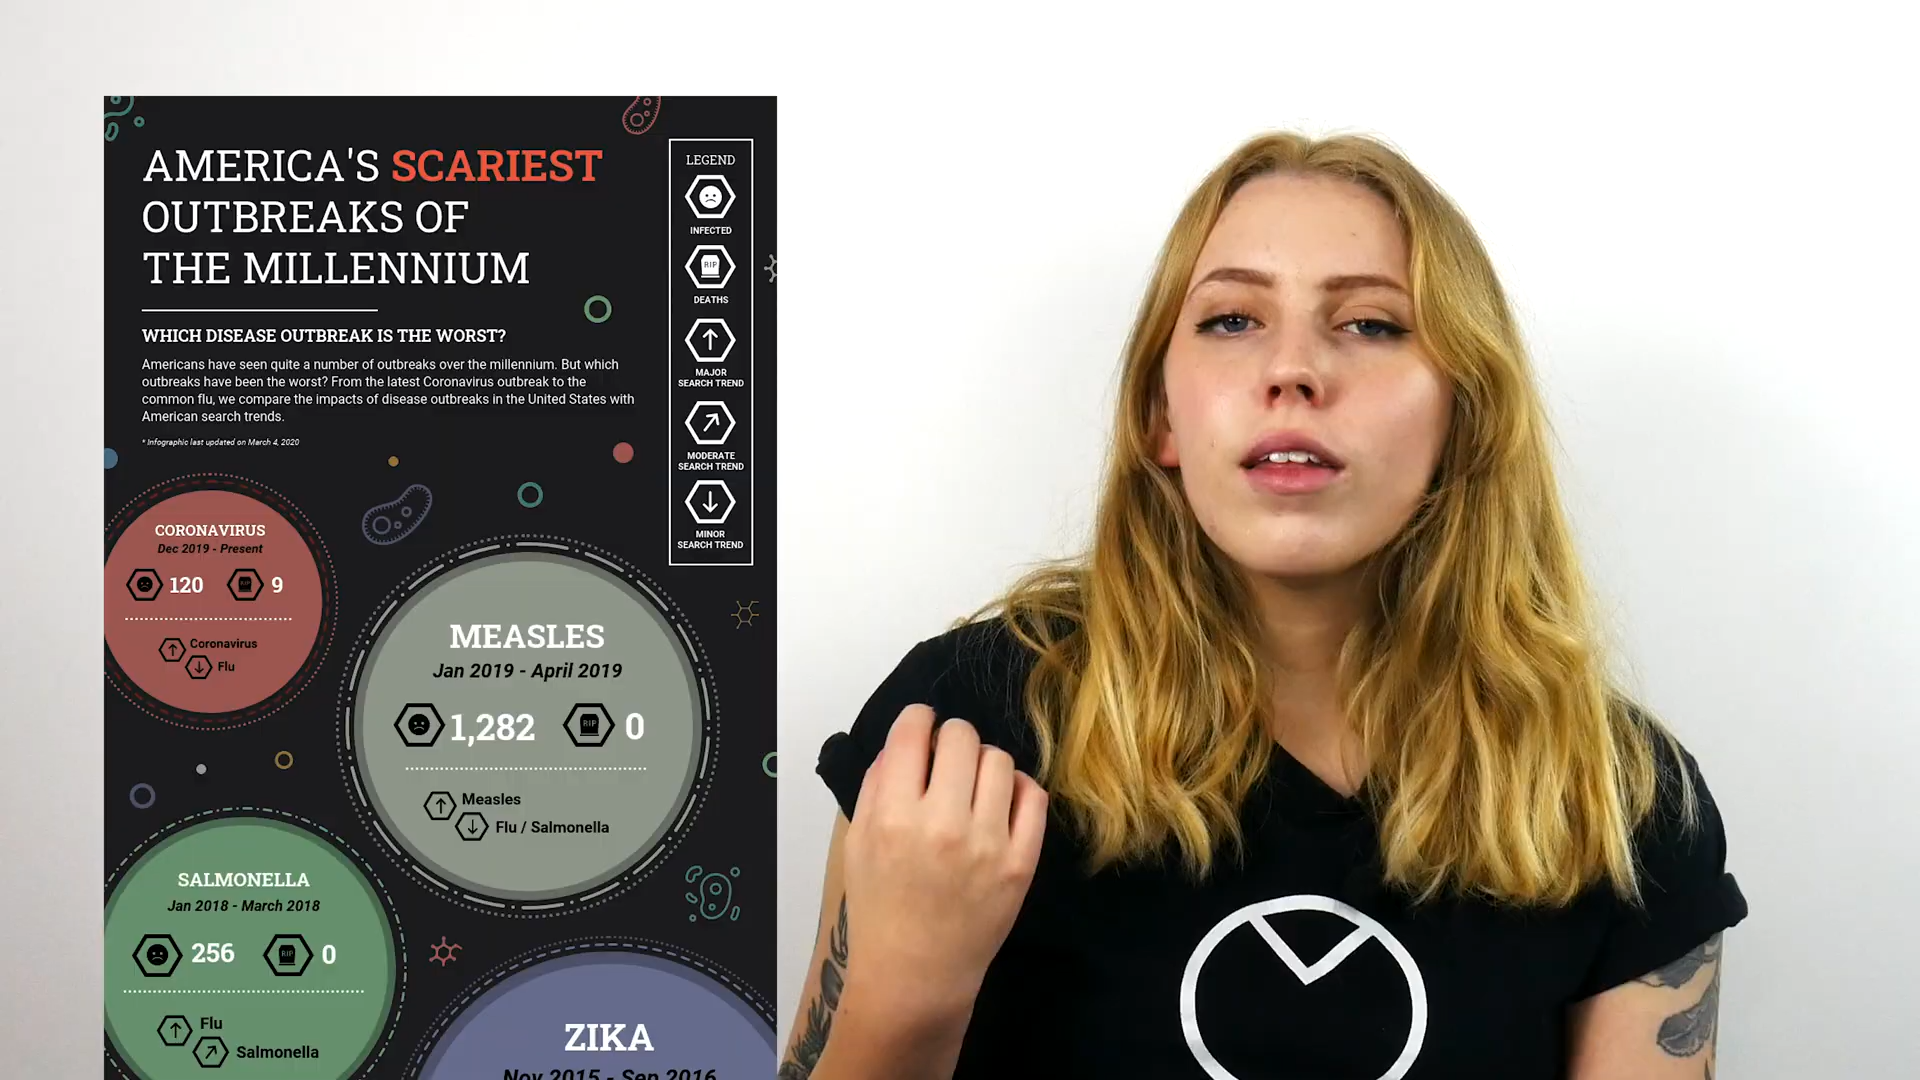 AMERICA'S SCARIEST
OUTBREAKS OF
THE MILLENNIUM
WHICH DISEASE OUTBREAK IS THE WORST?
Americans have seen quite a number of outbreaks over the millennium. But which
outbreaks have been the worst? From the latest Coronavirus outbreak to the
common flu, we compare the impacts of disease outbreaks in the United States with
American search trends.
* Infographic last updated on March 4, 2020
LEGEND
INFECTED
RIP
DEATHS
MAJOR
SEARCH TREND
MODERATE
SEARCH TREND
MINOR
SEARCH TREND
CORONAVIRUS
Dec 2019 - Present
120 RIP 9
Coronavirus
Flu
MEASLES
Jan 2019 - April 2019
1,282 RIP 0
Measles
Flu / Salmonella
SALMONELLA
Jan 2018 - March 2018
256 RIP 0
Flu
Salmonella
ZIKA
Nov 2015 - Sep 2016